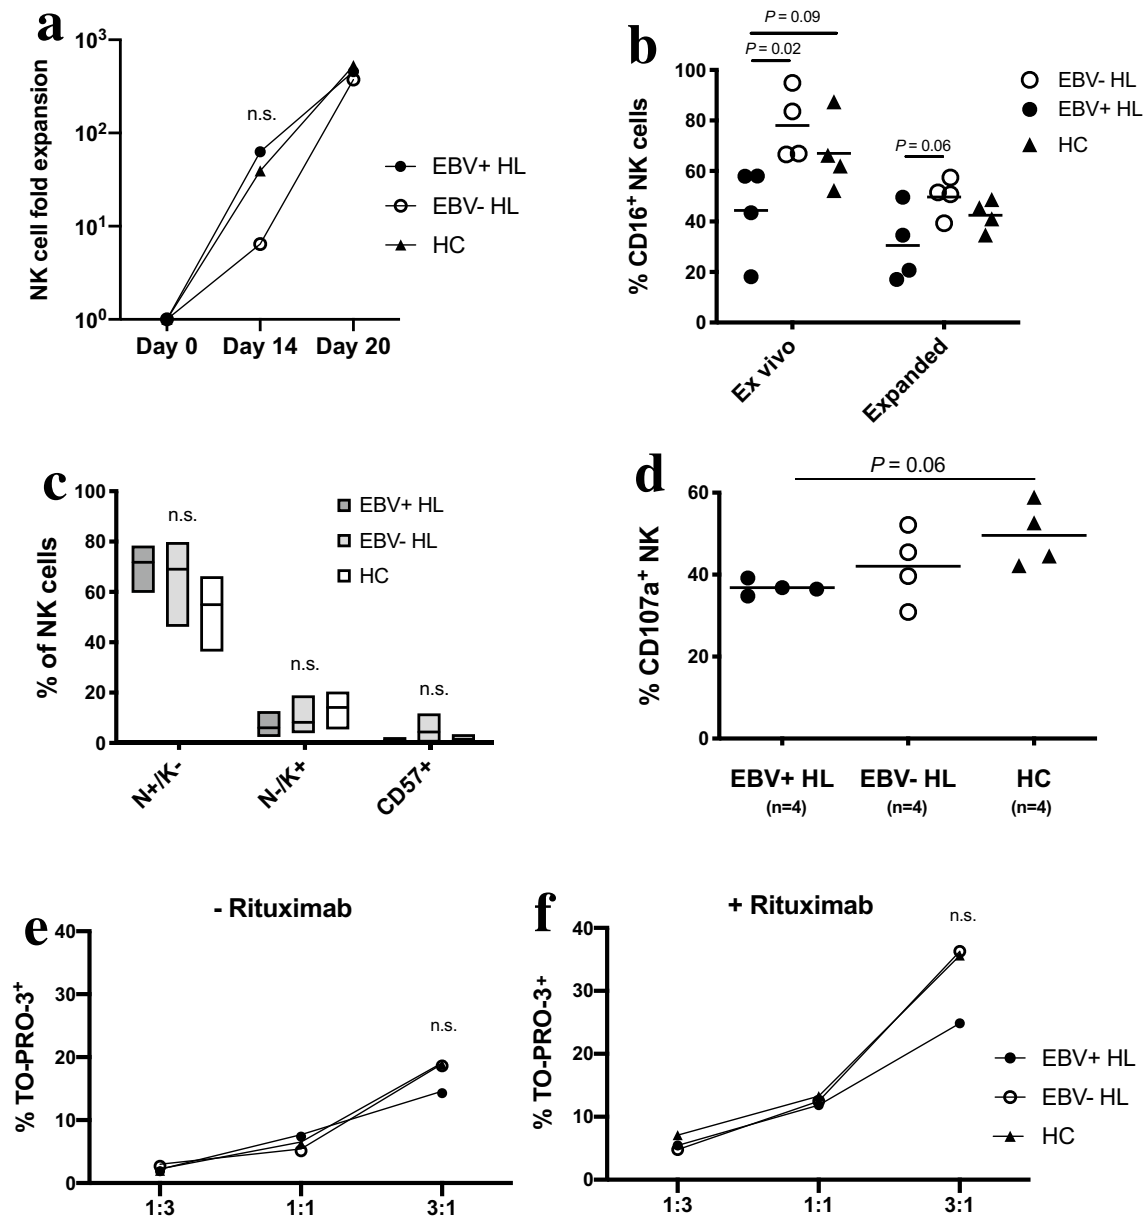 a
NK cell fold expansion
10³
10²
10¹
10⁰
n.s.
Day 0 Day 14 Day 20
EBV+ HL
EBV- HL
HC
b
P = 0.09
P = 0.02
P = 0.06
% CD16⁺ NK cells
100
80
60
40
20
0
Ex vivo
Expanded
EBV- HL
EBV+ HL
HC
c
% of NK cells
100
80
60
40
20
0
n.s.
n.s.
n.s.
N+/K-
N-/K+
CD57+
EBV+ HL
EBV- HL
HC
d
P = 0.06
% CD107a⁺ NK
60
40
20
0
EBV+ HL EBV- HL HC
(n=4) (n=4) (n=4)
e
- Rituximab
% TO-PRO-3⁺
40
30
20
10
0
n.s.
1:3 1:1 3:1
f
+ Rituximab
% TO-PRO-3+
40
30
20
10
0
n.s.
1:3 1:1 3:1
EBV+ HL
EBV- HL
HC